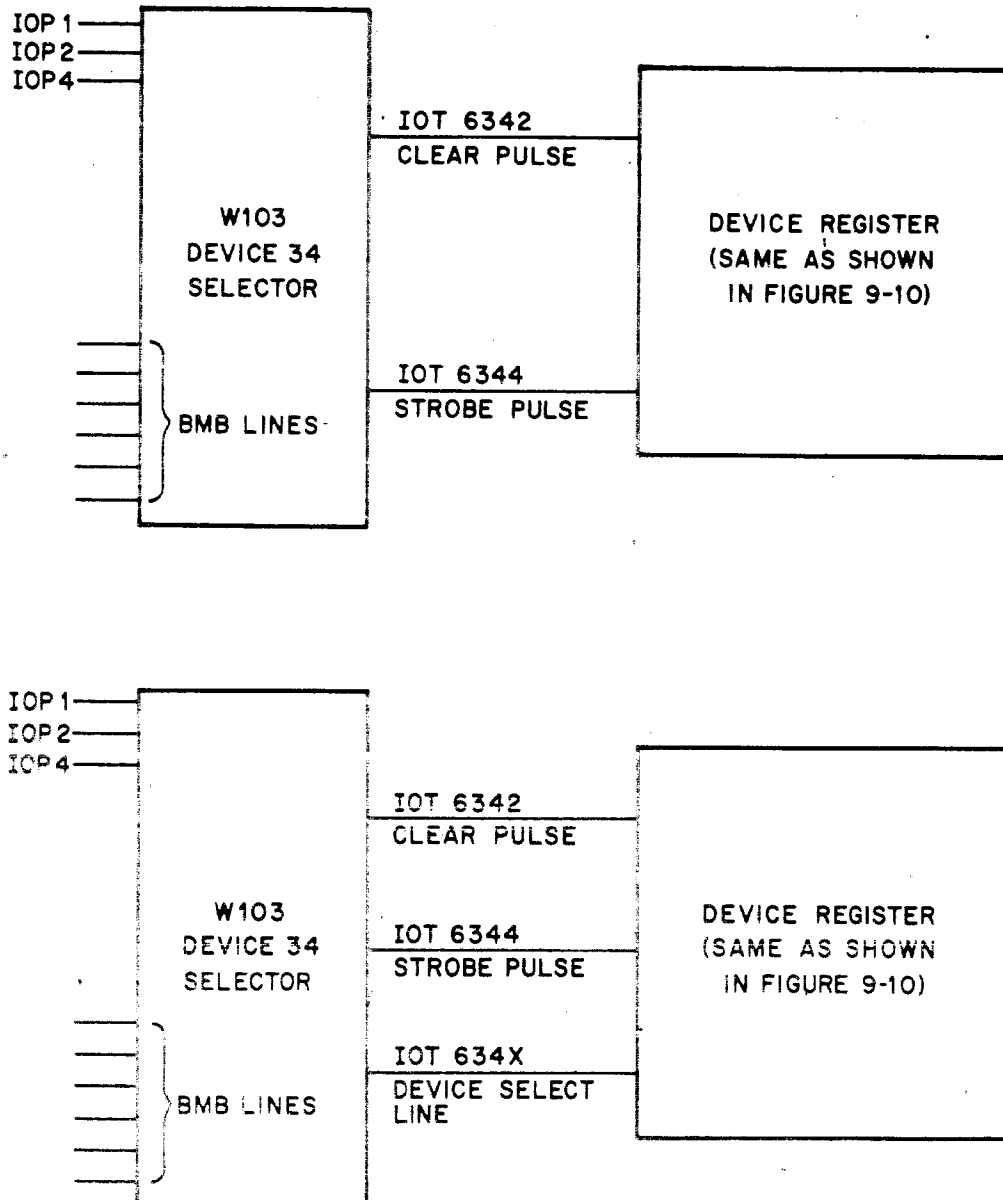 IOP 1
IOP 2
IOP 4
IOT 6342
CLEAR PULSE
W103
DEVICE 34
SELECTOR
DEVICE REGISTER
(SAME AS SHOWN
IN FIGURE 9-10)
IOT 6344
STROBE PULSE
BMB LINES
IOP 1
IOP 2
IOP 4
IOT 6342
CLEAR PULSE
W103
DEVICE 34
SELECTOR
IOT 6344
STROBE PULSE
DEVICE REGISTER
(SAME AS SHOWN
IN FIGURE 9-10)
IOT 634X
DEVICE SELECT
LINE
BMB LINES